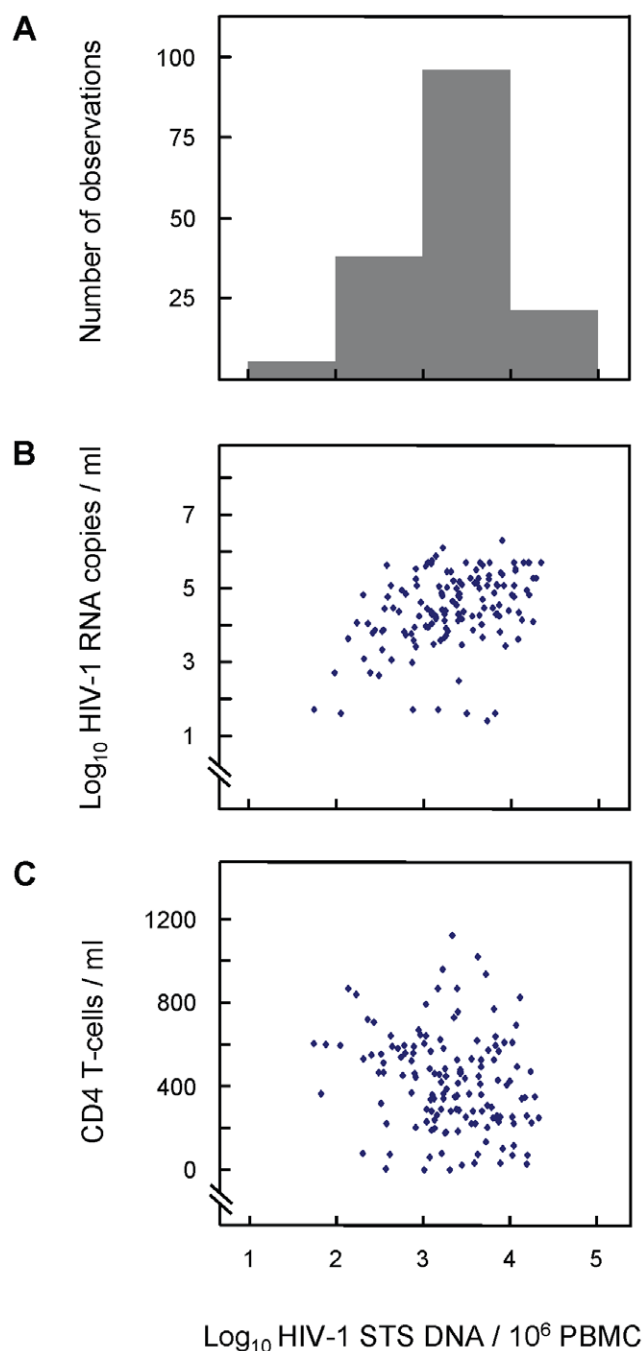 A
Number of observations
100
75
50
25
B
Log10 HIV-1 RNA copies / ml
7
5
3
1
C
CD4 T-cells / ml
1200
800
400
0
1 2 3 4 5
Log10 HIV-1 STS DNA / 10^6 PBMC